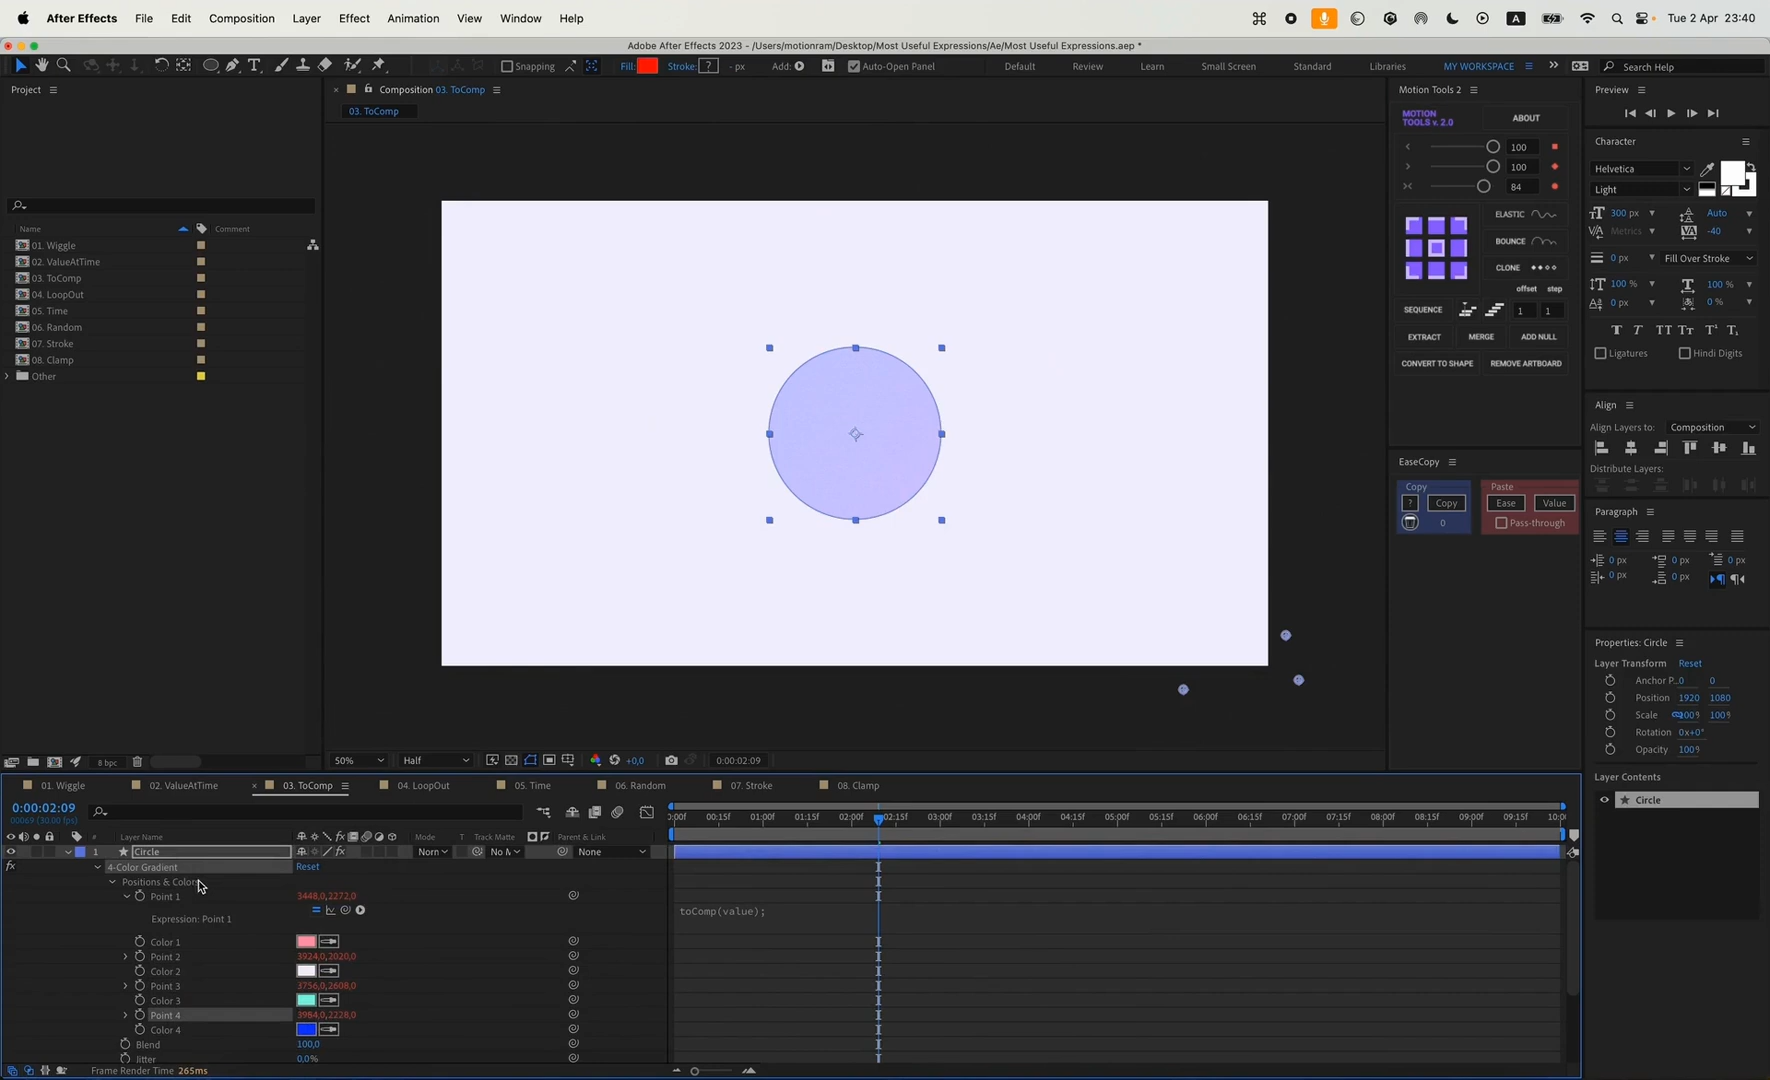 After Effects File Edit Composition Layer Effect Animation View Window Help A Tue 2 Apr 23:40
Adobe After Effects 2023 - /Users/motionram/Desktop/Most Useful Expressions/Ae/Most Useful Expressions.aep *
Snapping Fill: Stroke: ? - px Add: Auto-Open Panel Default Review Learn Small Screen Standard Libraries MY WORKSPACE Search Help
Project
Name Comment
01. Wiggle
02. ValueAtTime
03. ToComp
04. LoopOut
05. Time
06. Random
07. Stroke
08. Clamp
Other
8 bpc
Composition 03. ToComp
03. ToComp
50% Half +0,0 0:00:02:09
Motion Tools 2
MOTION
TOOLS v. 2.0
ABOUT
100
100
84
ELASTIC
BOUNCE
CLONE
offset step
SEQUENCE 1 1
EXTRACT MERGE ADD NULL
CONVERT TO SHAPE REMOVE ARTBOARD
EaseCopy
Copy Paste
? Copy Ease Value
0 Pass-through
Preview
Character
Helvetica
Light
300 px Auto
Metrics -40
0 px Fill Over Stroke
100 % 100 %
0 px 0 %
Ligatures Hindi Digits
Align
Align Layers to: Composition
Distribute Layers:
Paragraph
0 px 0 px 0 px
0 px 0 px
Properties: Circle
Layer Transform Reset
Anchor P.. 0 0
Position 1920 1080
Scale 100% 100%
Rotation 0x+0°
Opacity 100%
Layer Contents
Circle
01. Wiggle 02. ValueAtTime 03. ToComp 04. LoopOut 05. Time 06. Random 07. Stroke 08. Clamp
0:00:02:09
00069 (30.00 fps)
:00f 00:15f 01:00f 01:15f 02:00f 02:15f 03:00f 03:15f 04:00f 04:15f 05:00f 05:15f 06:00f 06:15f 07:00f 07:15f 08:00f 08:15f 09:00f 09:15f 10:0
# Layer Name Mode T Track Matte Parent & Link
1 Circle Norn No M None
4-Color Gradient Reset
Positions & Colors
Point 1 3448,0,2272,0
Expression: Point 1 toComp(value);
Color 1
Point 2 3924,0,2020,0
Color 2
Point 3 3756,0,2608,0
Color 3
Point 4 3984,0,2228,0
Color 4
Blend 100,0
Jitter 0,0%
Frame Render Time 265ms